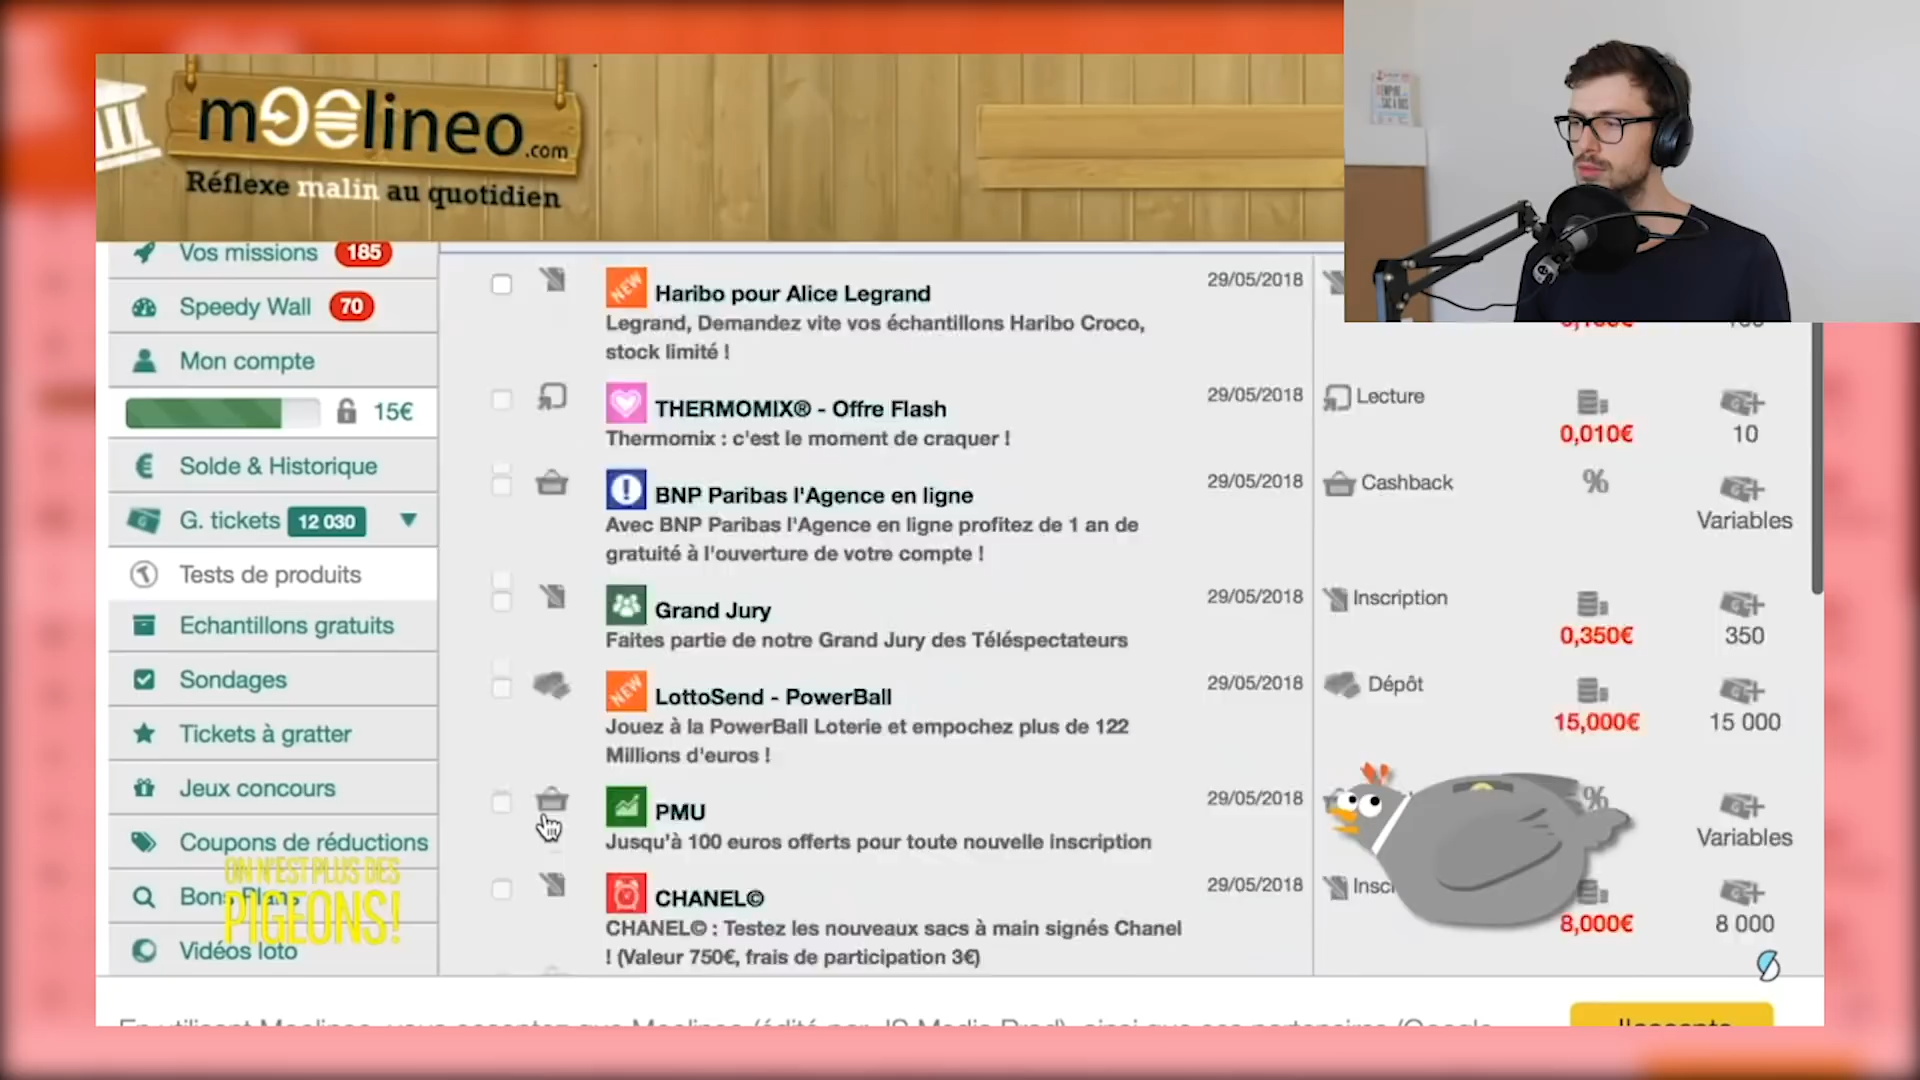 moelineo.com
Réflexe malin au quotidien
Vos missions 185
Speedy Wall 70
Mon compte
15€
Solde & Historique
G. tickets 12 030
Tests de produits
Echantillons gratuits
Sondages
Tickets à gratter
Jeux concours
Coupons de réductions
Bons Plans
Vidéos loto
ON N'EST PLUS DES
PIGEONS!
NEW Haribo pour Alice Legrand 29/05/2018
Legrand, Demandez vite vos échantillons Haribo Croco,
stock limité !
THERMOMIX® - Offre Flash 29/05/2018 Lecture 0,010€ 10
Thermomix : c'est le moment de craquer !
BNP Paribas l'Agence en ligne 29/05/2018 Cashback % Variables
Avec BNP Paribas l'Agence en ligne profitez de 1 an de
gratuité à l'ouverture de votre compte !
Grand Jury 29/05/2018 Inscription 0,350€ 350
Faites partie de notre Grand Jury des Téléspectateurs
NEW LottoSend - PowerBall 29/05/2018 Dépôt 15,000€ 15 000
Jouez à la PowerBall Loterie et empochez plus de 122
Millions d'euros !
PMU 29/05/2018 % Variables
Jusqu'à 100 euros offerts pour toute nouvelle inscription
CHANEL© 29/05/2018 8,000€ 8 000
CHANEL© : Testez les nouveaux sacs à main signés Chanel
! (Valeur 750€, frais de participation 3€)